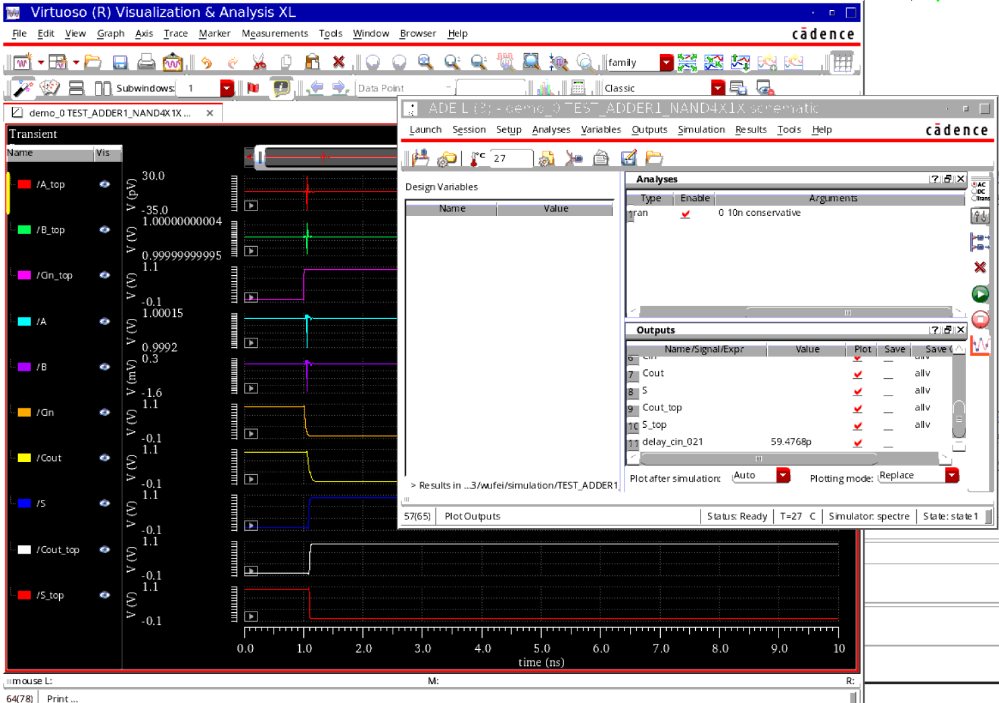 Virtuoso (R) Visualization & Analysis XL
File Edit View Graph Axis Trace Marker Measurements Tools Window Browser Help
cādence
family
Subwindows: 1
Data Point
Classic
demo_0 TEST_ADDER1_NAND4X1X ...
Transient
Name Vis
/A_top
V (pV)
30.0
-35.0
/B_top
V (V)
1.00000000004
0.99999999995
/Cin_top
V (V)
1.1
-0.1
/A
V (V)
1.00015
0.9992
/B
V (mV)
0.3
-1.6
/Cin
V (V)
1.1
-0.1
/Cout
V (V)
1.1
-0.1
/S
V (V)
1.1
-0.1
/Cout_top
V (V)
1.1
-0.1
/S_top
V (V)
1.1
-0.1
0.0 1.0 2.0 3.0 4.0 5.0 6.0 7.0 8.0 9.0 10
time (ns)
mouse L: M: R:
64(78) Print ...
ADE L (3) - demo_0 TEST_ADDER1_NAND4X1X schematic
Launch Session Setup Analyses Variables Outputs Simulation Results Tools Help
cādence
27
Design Variables
Name Value
Analyses
Type Enable Arguments
1 ran 0 10n conservative
AC
DC
Trans
Outputs
Name/Signal/Expr Value Plot Save Save
6 Cin allv
7 Cout allv
8 S allv
9 Cout_top allv
10 S_top allv
11 delay_cin_021 59.4768p
Plot after simulation: Auto Plotting mode: Replace
> Results in ...3/wufei/simulation/TEST_ADDER1_
57(65) Plot Outputs Status: Ready T=27 C Simulator: spectre State: state1